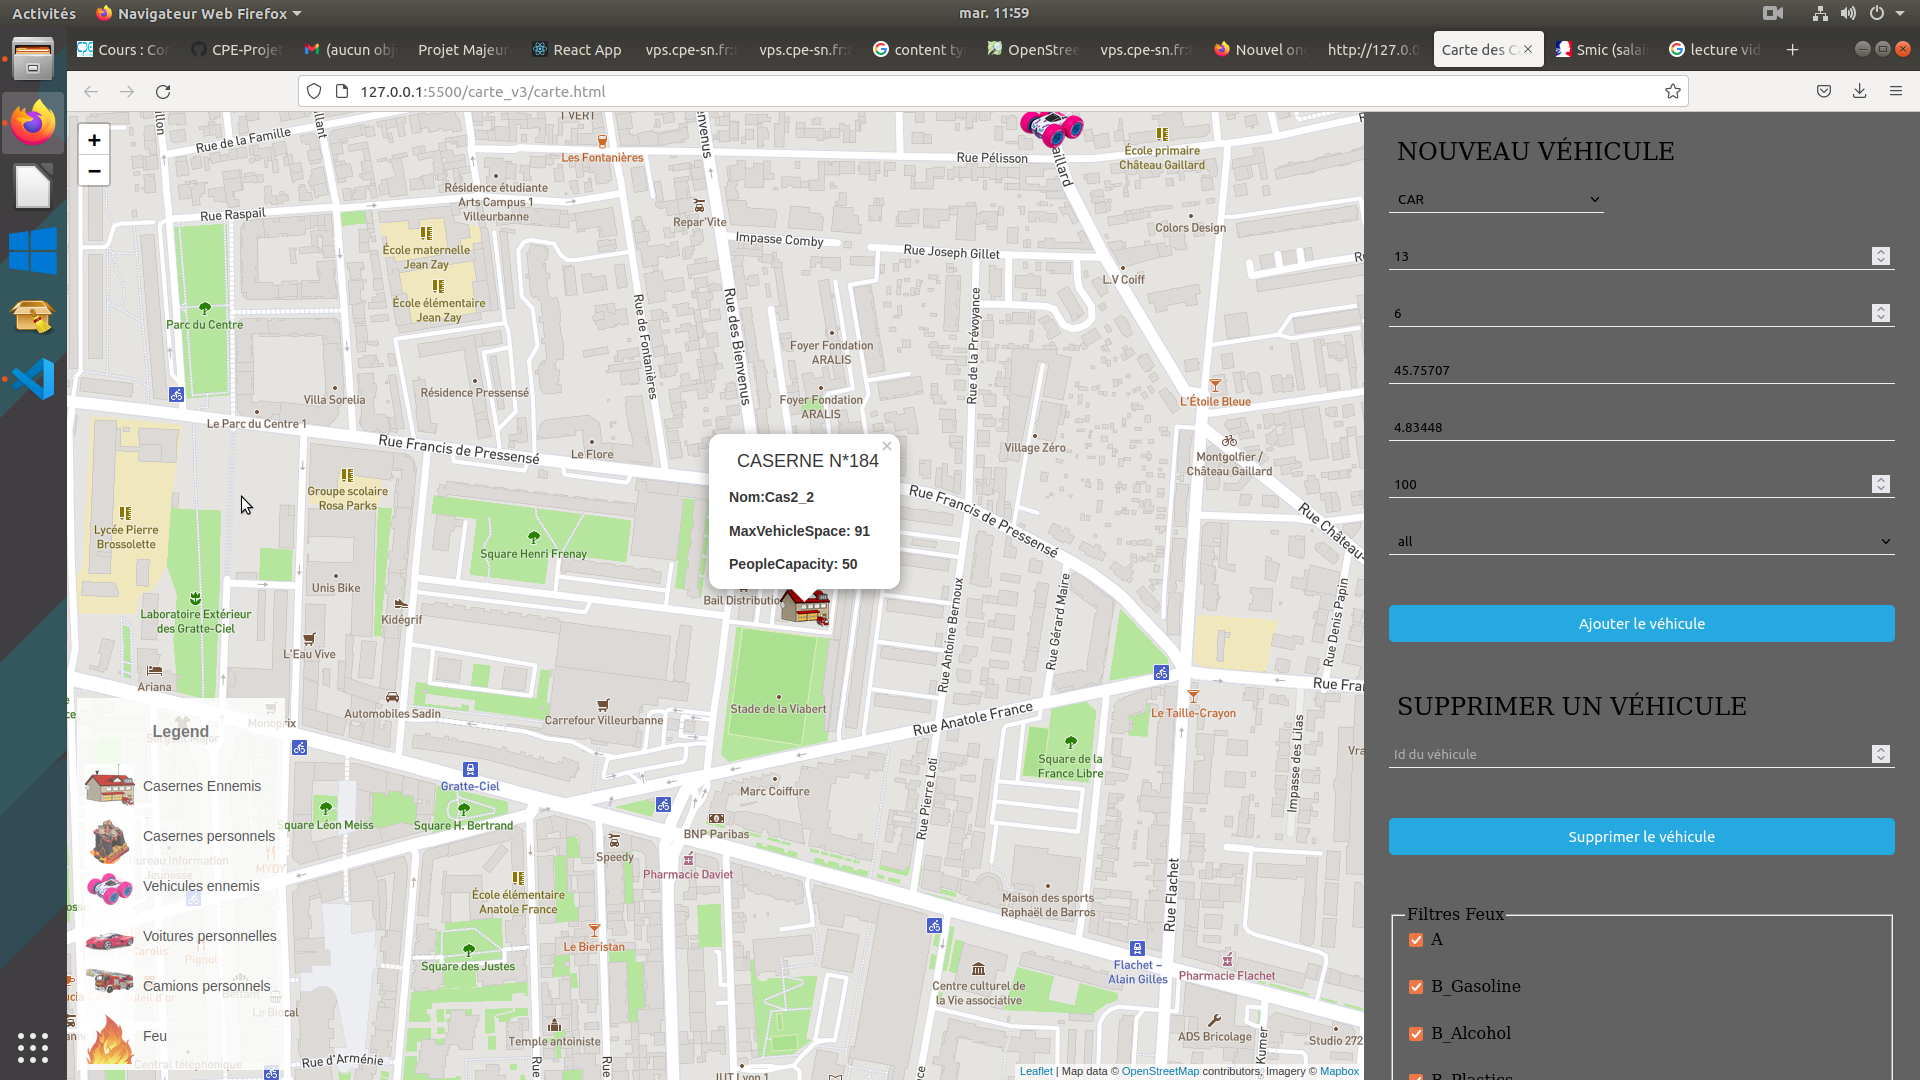 Activités
Navigateur Web Firefox
mar. 11:59
Cours : Co
CPE-Projet
(aucun obj
Projet Majeur
React App
vps.cpe-sn.fr:
vps.cpe-sn.fr:
content ty
OpenStree
vps.cpe-sn.fr:
Nouvel on
http://127.0.0
Carte des C
Smic (salai
lecture vid
127.0.0.1:5500/carte_v3/carte.html
+
−
Rue de la Famille
T VERT
Les Fontanières
Rue Pélisson
École primaire
Château Gaillard
Résidence étudiante
Arts Campus 1
Villeurbanne
Rue Raspail
Repar'Vite
Impasse Comby
Rue Joseph Gillet
Colors Design
L.V Coiff
École maternelle
Jean Zay
École élémentaire
Jean Zay
Parc du Centre
Rue de Fontanières
Rue des Bienvenus
Rue de la Prévoyance
Foyer Fondation
ARALIS
Foyer Fondation
ARALIS
Résidence Pressensé
Villa Sorelia
Le Parc du Centre 1
L'Étoile Bleue
Rue Francis de Pressensé
Le Flore
Village Zéro
Montgolfier /
Château Gaillard
Groupe scolaire
Rosa Parks
Lycée Pierre
Brossolette
CASERNE N*184
×
Nom:Cas2_2
MaxVehicleSpace: 91
PeopleCapacity: 50
Rue Francis de Pressensé
Rue Château-
Square Henri Frenay
Unis Bike
Kidégrif
Bail Distributio
Laboratoire Extérieur
des Gratte-Ciel
L'Eau Vive
Ariana
Rue Antoine Bernoux
Rue Gérard Maire
Rue Denis Papin
Rue Fra
Automobiles Sadin
Carrefour Villeurbanne
Stade de la Viabert
Rue Anatole France
Le Taille-Crayon
Monoprix
Square de la
France Libre
Impasse des Lilas
Gratte-Ciel
Marc Coiffure
Rue Pierre Loti
Square Léon Meiss
Square H. Bertrand
BNP Paribas
Speedy
Pharmacie Daviet
École élémentaire
Anatole France
Maison des sports
Raphaël de Barros
Rue Flachet
Le Bieristan
Square des Justes
Flachet –
Alain Gilles
Pharmacie Flachet
Centre culturel de
la Vie associative
ADS Bricolage
Studio 272
Temple antoiniste
Rue d'Arménie
Rue
Rue
Rue
IUT Lyon 1
Kumer
Legend
Casernes Ennemis
Casernes personnels
Vehicules ennemis
Voitures personnelles
Camions personnels
Feu
Central téléphonique
Leaflet | Map data © OpenStreetMap contributors, Imagery © Mapbox
NOUVEAU VÉHICULE
CAR
13
6
45.75707
4.83448
100
all
Ajouter le véhicule
SUPPRIMER UN VÉHICULE
Id du véhicule
Supprimer le véhicule
Filtres Feux
A
B_Gasoline
B_Alcohol
B_Plastics